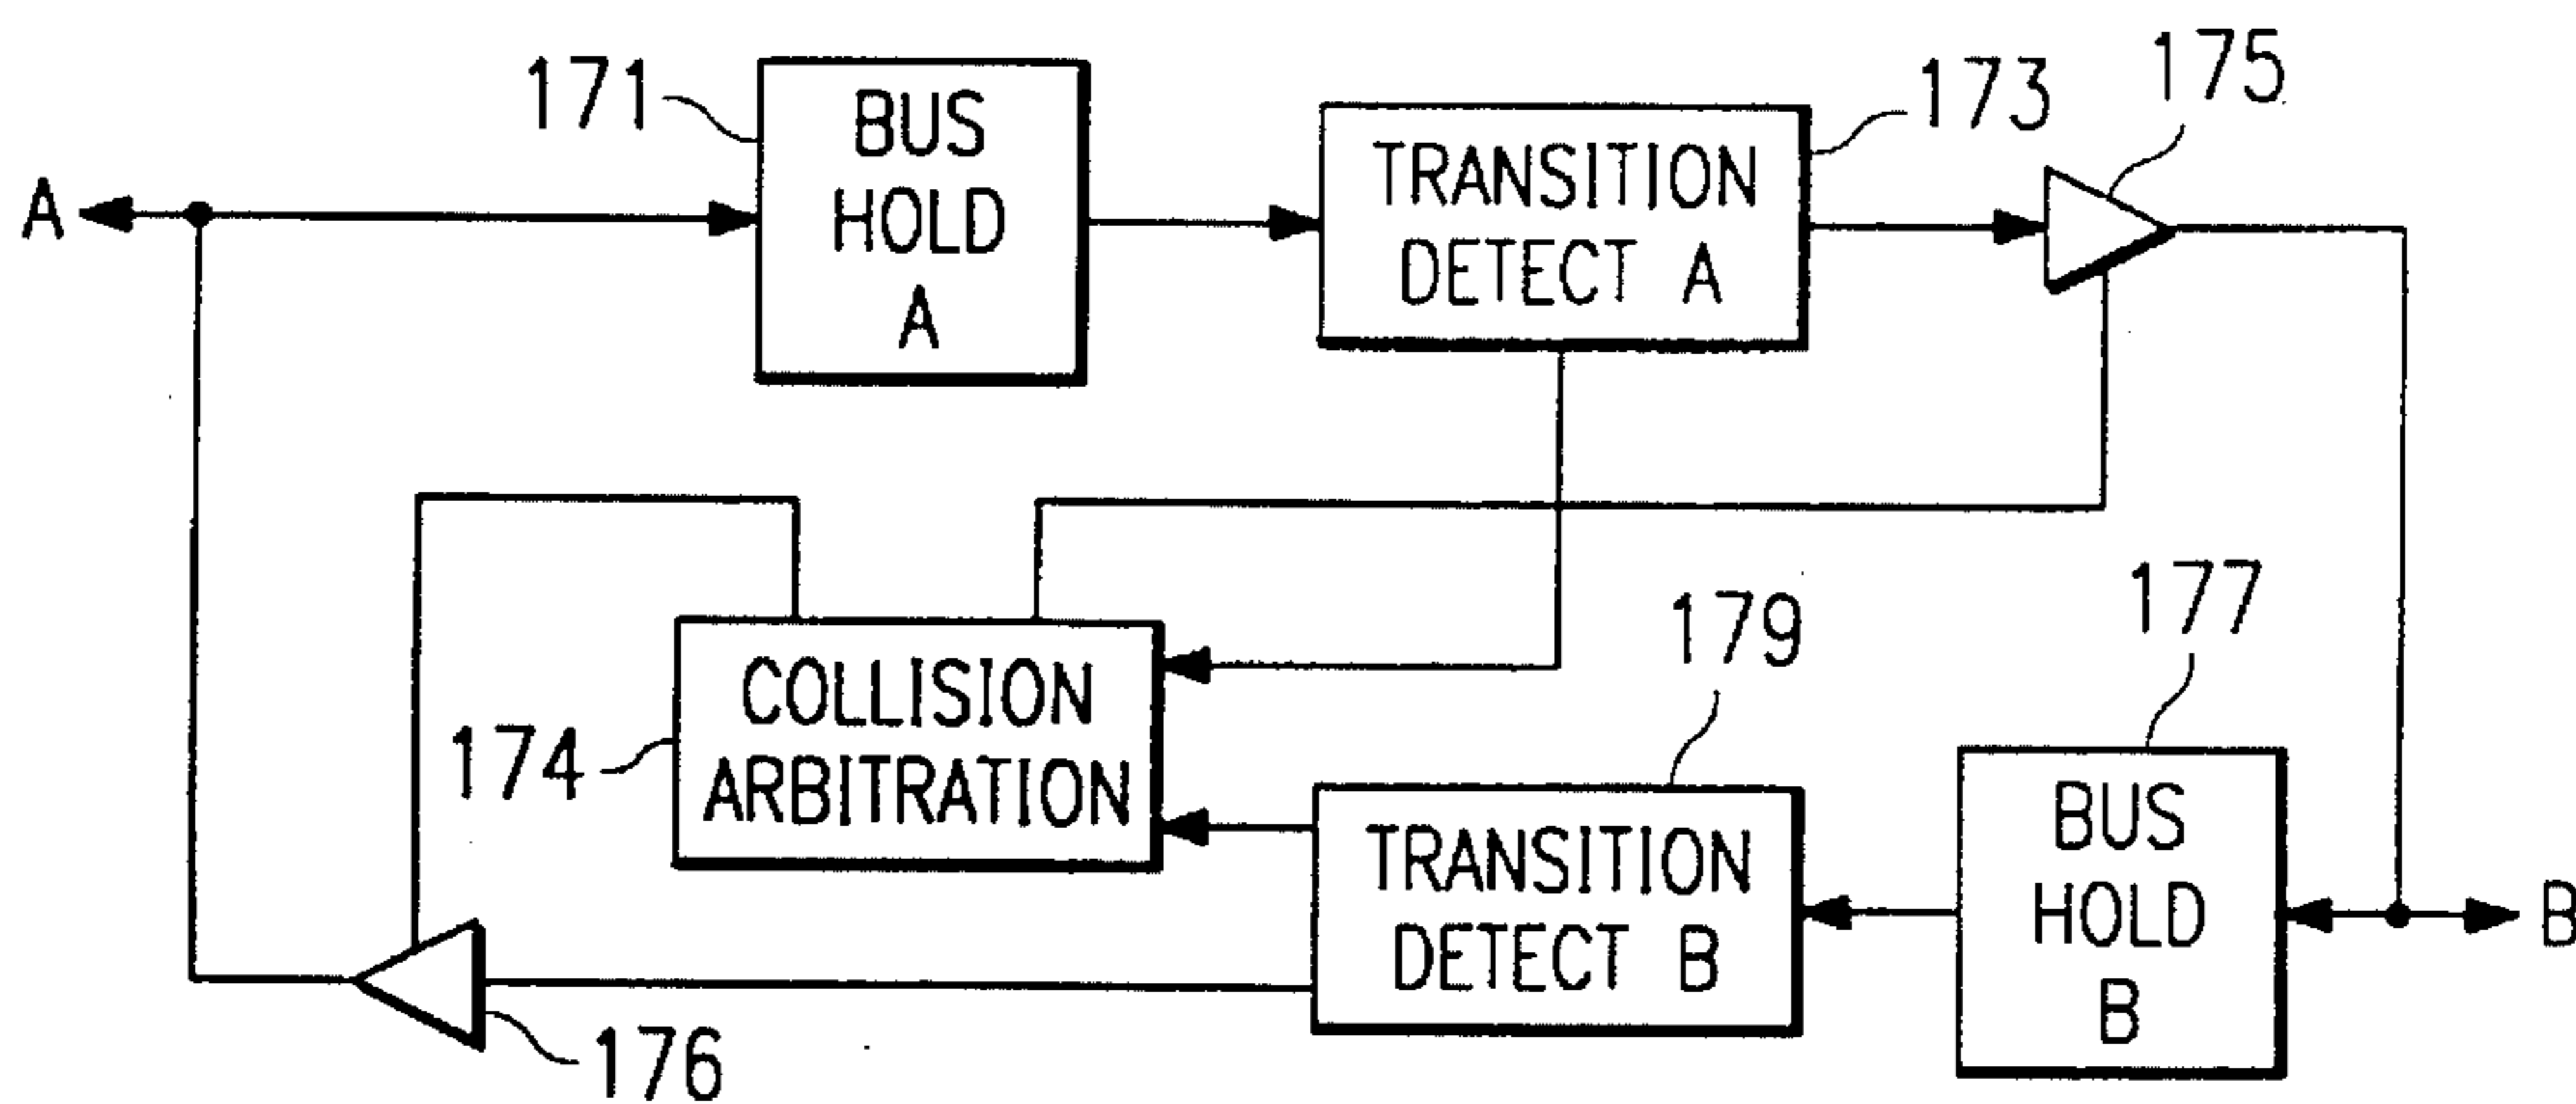 171
BUS
HOLD
A
TRANSITION
DETECT A
173
175
A
COLLISION
ARBITRATION
174
179
TRANSITION
DETECT B
177
BUS
HOLD
B
B
176